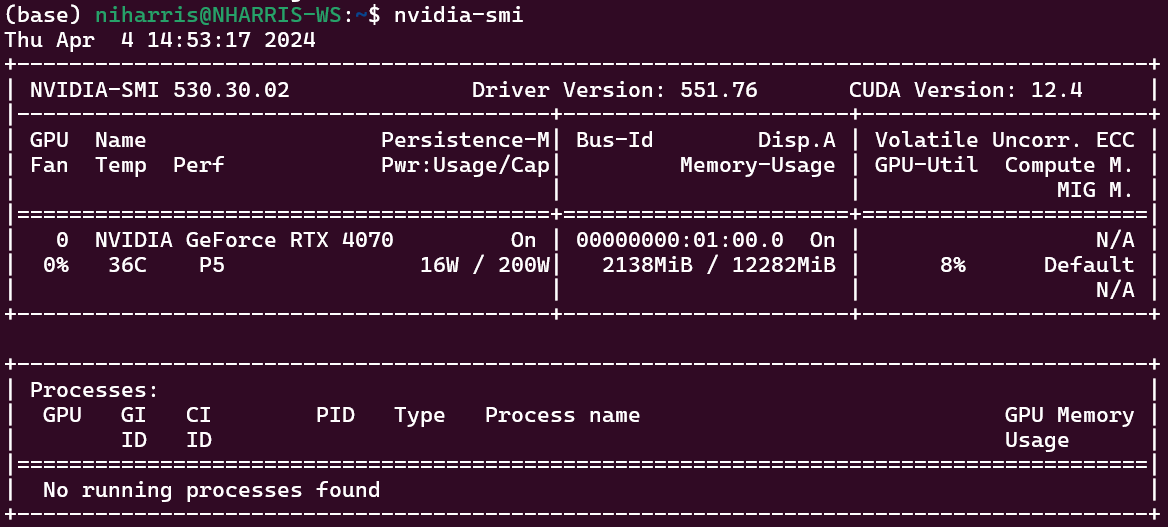 (base) niharris@NHARRIS-WS:~$ nvidia-smi
Thu Apr  4 14:53:17 2024
+---------------------------------------------------------------------------------------+
| NVIDIA-SMI 530.30.02              Driver Version: 551.76       CUDA Version: 12.4     |
|-----------------------------------------+----------------------+----------------------+
| GPU  Name                  Persistence-M| Bus-Id        Disp.A | Volatile Uncorr. ECC |
| Fan  Temp  Perf            Pwr:Usage/Cap|         Memory-Usage | GPU-Util  Compute M. |
|                                         |                      |               MIG M. |
|=========================================+======================+======================|
|   0  NVIDIA GeForce RTX 4070         On | 00000000:01:00.0  On |                  N/A |
|  0%   36C    P5               16W / 200W|   2138MiB / 12282MiB |      8%      Default |
|                                         |                      |                  N/A |
+-----------------------------------------+----------------------+----------------------+

+---------------------------------------------------------------------------------------+
| Processes:                                                                            |
|  GPU   GI   CI        PID   Type   Process name                            GPU Memory |
|        ID   ID                                                             Usage      |
|=======================================================================================|
|  No running processes found                                                           |
+---------------------------------------------------------------------------------------+